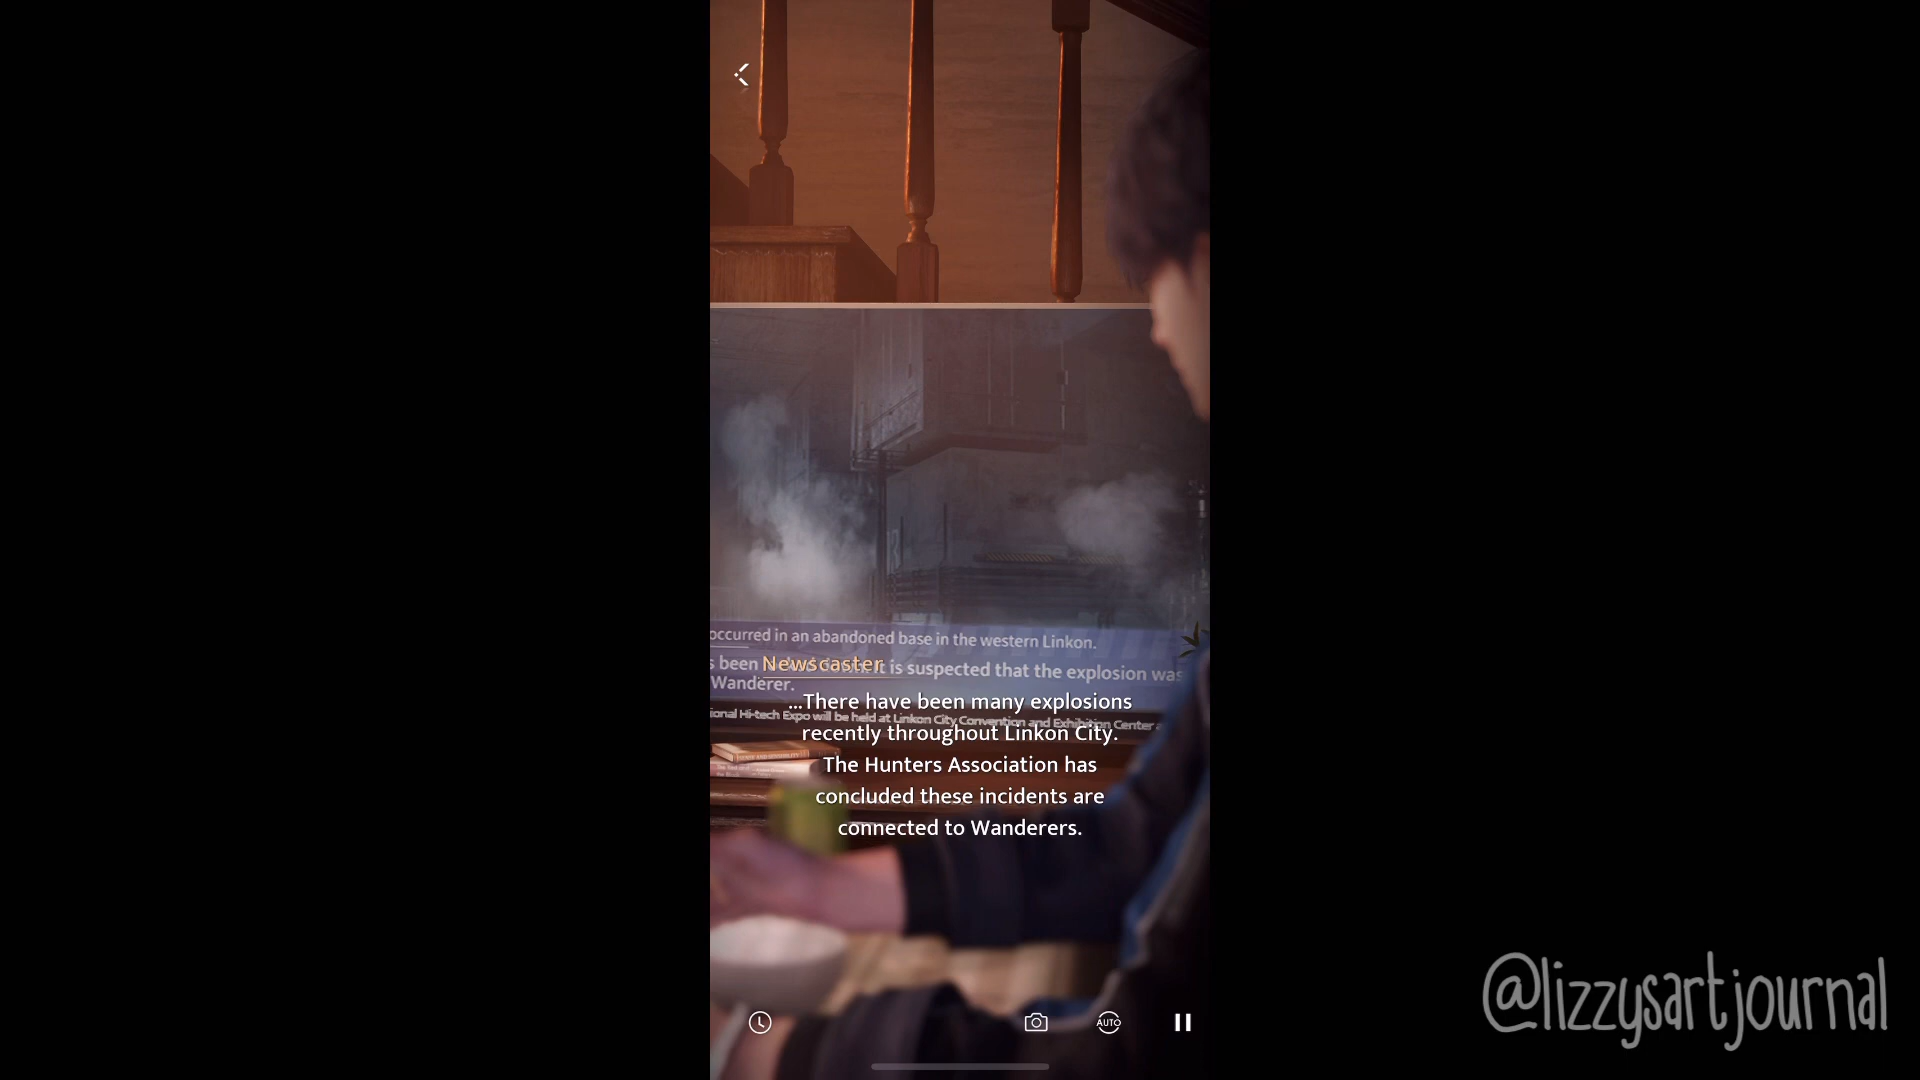 occurred in an abandoned base in the western Linkon.
s been
Newscaster
it is suspected that the explosion was
Wanderer.
...There have been many explosions
ional Hi-tech Expo will be held at Linkon City Convention and Exhibition Center
recently throughout Linkon City.
The Hunters Association has
concluded these incidents are
connected to Wanderers.
AUTO
@lizzysartjournal